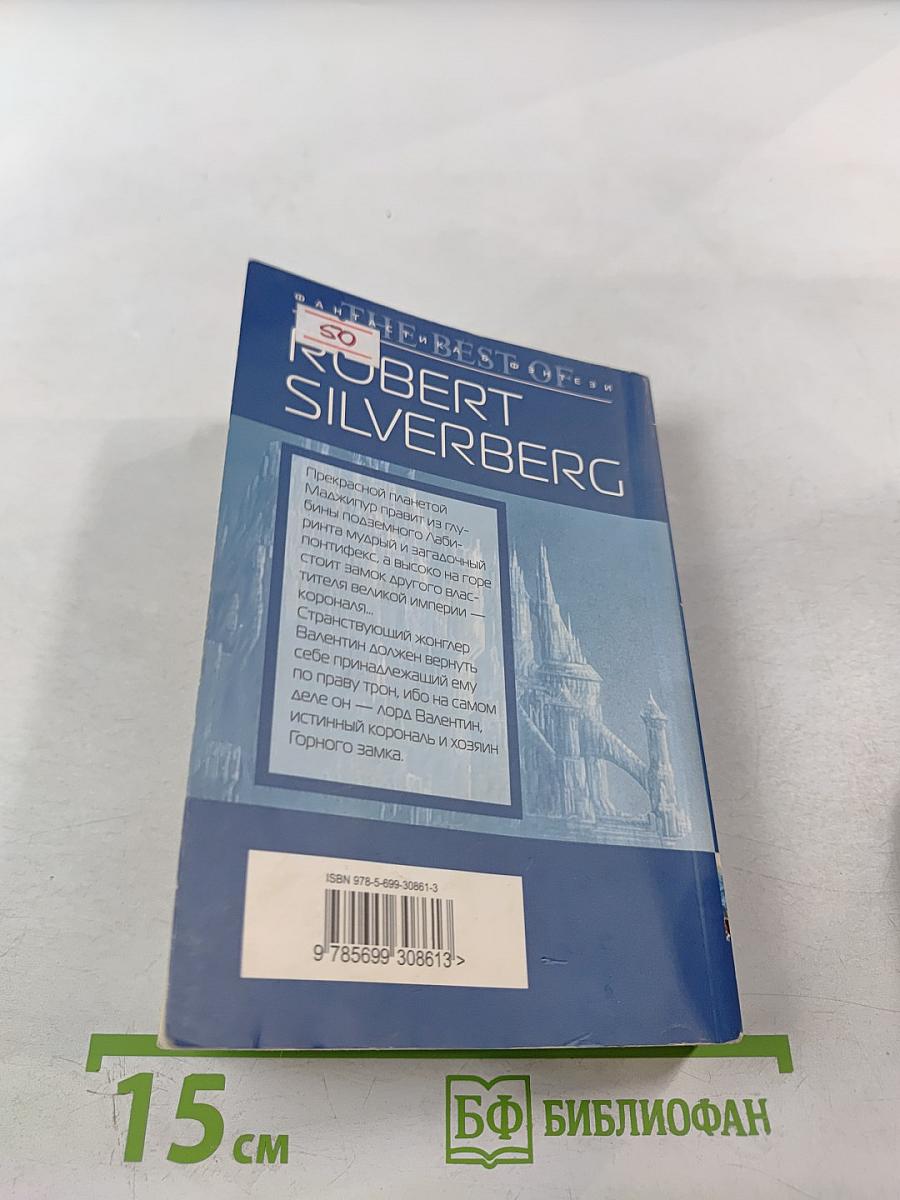 THE BEST OF
ФАНТАСТИКА & ФЭНТЕЗИ
50
ROBERT
SILVERBERG
Прекрасной планетой
Маджипур правит из глу-
бины подземного Лаби-
ринта мудрый и загадочный
понтифекс, а высоко на горе
стоит замок другого влас-
тителя великой империи —
короналя...
Странствующий жонглер
Валентин должен вернуть
себе принадлежащий ему
по праву трон, ибо на самом
деле он — лорд Валентин,
истинный корональ и хозяин
Горного замка.
ISBN 978-5-699-30861-3
9 785699 308613 >
15 см
БФ БИБЛИОФАН